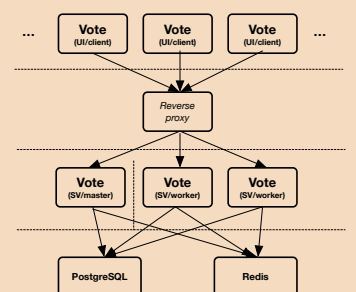 ... Vote Vote Vote ...
(UI/client) (UI/client) (UI/client)
Reverse
proxy
Vote Vote Vote
(SV/master) (SV/worker) (SV/worker)
PostgreSQL Redis